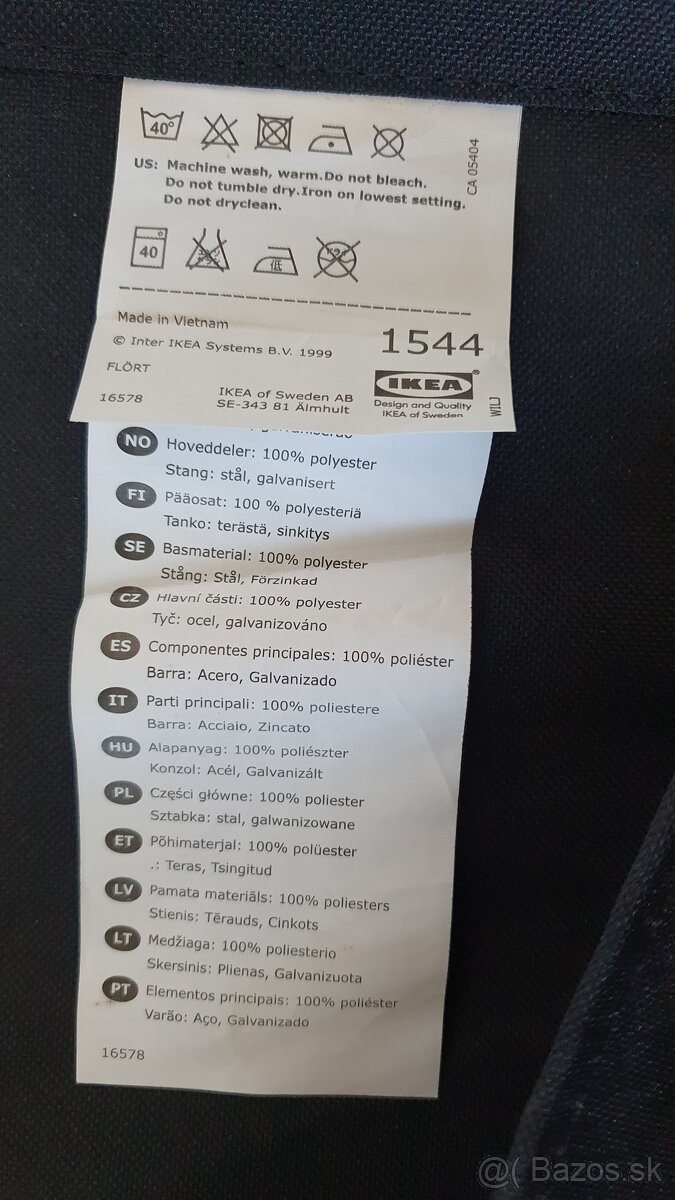 40°
CA 05404
US: Machine wash, warm.Do not bleach.
Do not tumble dry.Iron on lowest setting.
Do not dryclean.
40
低
Made in Vietnam
© Inter IKEA Systems B.V. 1999
1544
FLÖRT
IKEA®
16578
IKEA of Sweden AB
SE-343 81 Älmhult
Design and Quality
IKEA of Sweden
WILJ
NO Hoveddeler: 100% polyester
Stang: stål, galvanisert
FI Pääosat: 100 % polyesteriä
Tanko: terästä, sinkitys
SE Basmaterial: 100% polyester
Stång: Stål, Förzinkad
CZ Hlavní části: 100% polyester
Tyč: ocel, galvanizováno
ES Componentes principales: 100% poliéster
Barra: Acero, Galvanizado
IT Parti principali: 100% poliestere
Barra: Acciaio, Zincato
HU Alapanyag: 100% poliészter
Konzol: Acél, Galvanizált
PL Części główne: 100% poliester
Sztabka: stal, galwanizowane
ET Põhimaterjal: 100% polüester
.: Teras, Tsingitud
LV Pamata materiāls: 100% poliesters
Stienis: Tērauds, Cinkots
LT Medžiaga: 100% poliesterio
Skersinis: Plienas, Galvanizuota
PT Elementos principais: 100% poliéster
Varão: Aço, Galvanizado
16578
@( Bazos.sk